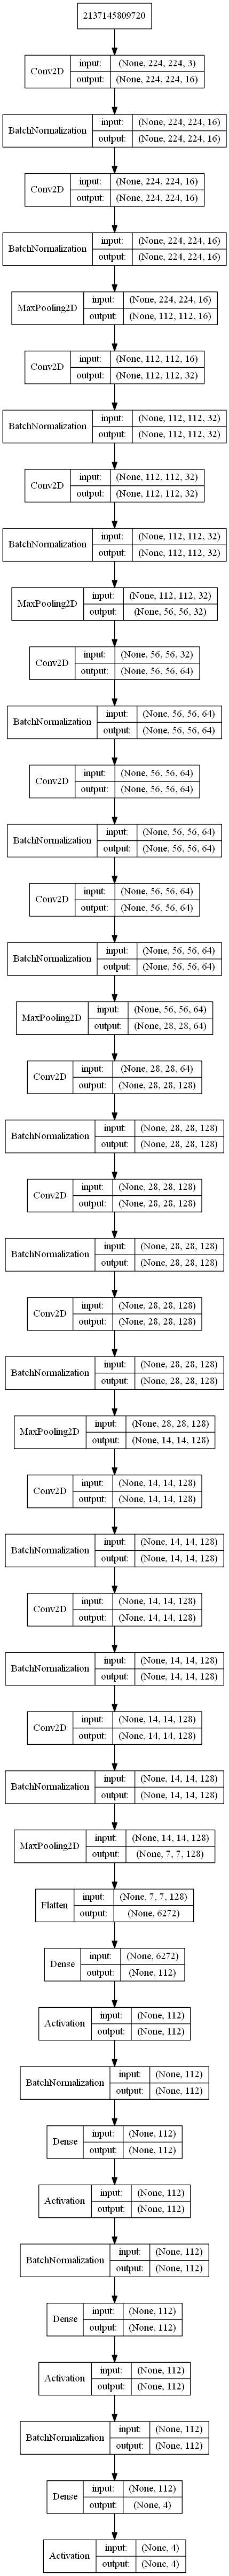 2137145809720
Conv2D input: (None, 224, 224, 3)
output: (None, 224, 224, 16)
BatchNormalization input: (None, 224, 224, 16)
output: (None, 224, 224, 16)
Conv2D input: (None, 224, 224, 16)
output: (None, 224, 224, 16)
BatchNormalization input: (None, 224, 224, 16)
output: (None, 224, 224, 16)
MaxPooling2D input: (None, 224, 224, 16)
output: (None, 112, 112, 16)
Conv2D input: (None, 112, 112, 16)
output: (None, 112, 112, 32)
BatchNormalization input: (None, 112, 112, 32)
output: (None, 112, 112, 32)
Conv2D input: (None, 112, 112, 32)
output: (None, 112, 112, 32)
BatchNormalization input: (None, 112, 112, 32)
output: (None, 112, 112, 32)
MaxPooling2D input: (None, 112, 112, 32)
output: (None, 56, 56, 32)
Conv2D input: (None, 56, 56, 32)
output: (None, 56, 56, 64)
BatchNormalization input: (None, 56, 56, 64)
output: (None, 56, 56, 64)
Conv2D input: (None, 56, 56, 64)
output: (None, 56, 56, 64)
BatchNormalization input: (None, 56, 56, 64)
output: (None, 56, 56, 64)
Conv2D input: (None, 56, 56, 64)
output: (None, 56, 56, 64)
BatchNormalization input: (None, 56, 56, 64)
output: (None, 56, 56, 64)
MaxPooling2D input: (None, 56, 56, 64)
output: (None, 28, 28, 64)
Conv2D input: (None, 28, 28, 64)
output: (None, 28, 28, 128)
BatchNormalization input: (None, 28, 28, 128)
output: (None, 28, 28, 128)
Conv2D input: (None, 28, 28, 128)
output: (None, 28, 28, 128)
BatchNormalization input: (None, 28, 28, 128)
output: (None, 28, 28, 128)
Conv2D input: (None, 28, 28, 128)
output: (None, 28, 28, 128)
BatchNormalization input: (None, 28, 28, 128)
output: (None, 28, 28, 128)
MaxPooling2D input: (None, 28, 28, 128)
output: (None, 14, 14, 128)
Conv2D input: (None, 14, 14, 128)
output: (None, 14, 14, 128)
BatchNormalization input: (None, 14, 14, 128)
output: (None, 14, 14, 128)
Conv2D input: (None, 14, 14, 128)
output: (None, 14, 14, 128)
BatchNormalization input: (None, 14, 14, 128)
output: (None, 14, 14, 128)
Conv2D input: (None, 14, 14, 128)
output: (None, 14, 14, 128)
BatchNormalization input: (None, 14, 14, 128)
output: (None, 14, 14, 128)
MaxPooling2D input: (None, 14, 14, 128)
output: (None, 7, 7, 128)
Flatten input: (None, 7, 7, 128)
output: (None, 6272)
Dense input: (None, 6272)
output: (None, 112)
Activation input: (None, 112)
output: (None, 112)
BatchNormalization input: (None, 112)
output: (None, 112)
Dense input: (None, 112)
output: (None, 112)
Activation input: (None, 112)
output: (None, 112)
BatchNormalization input: (None, 112)
output: (None, 112)
Dense input: (None, 112)
output: (None, 112)
Activation input: (None, 112)
output: (None, 112)
BatchNormalization input: (None, 112)
output: (None, 112)
Dense input: (None, 112)
output: (None, 4)
Activation input: (None, 4)
output: (None, 4)